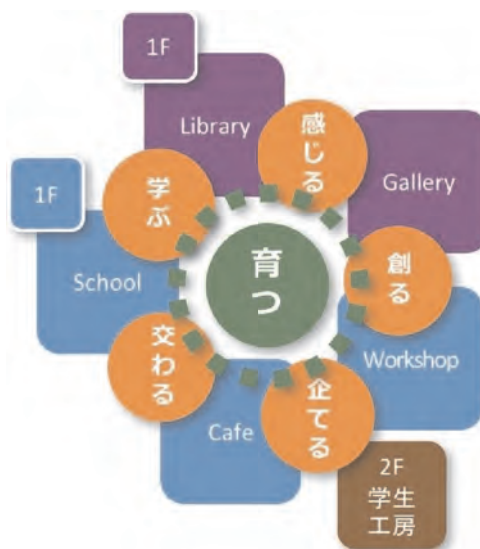 1F
Library
感じる
Gallery
学ぶ
1F
School
育つ
創る
交わる
Workshop
Cafe
企てる
2F
学生
工房